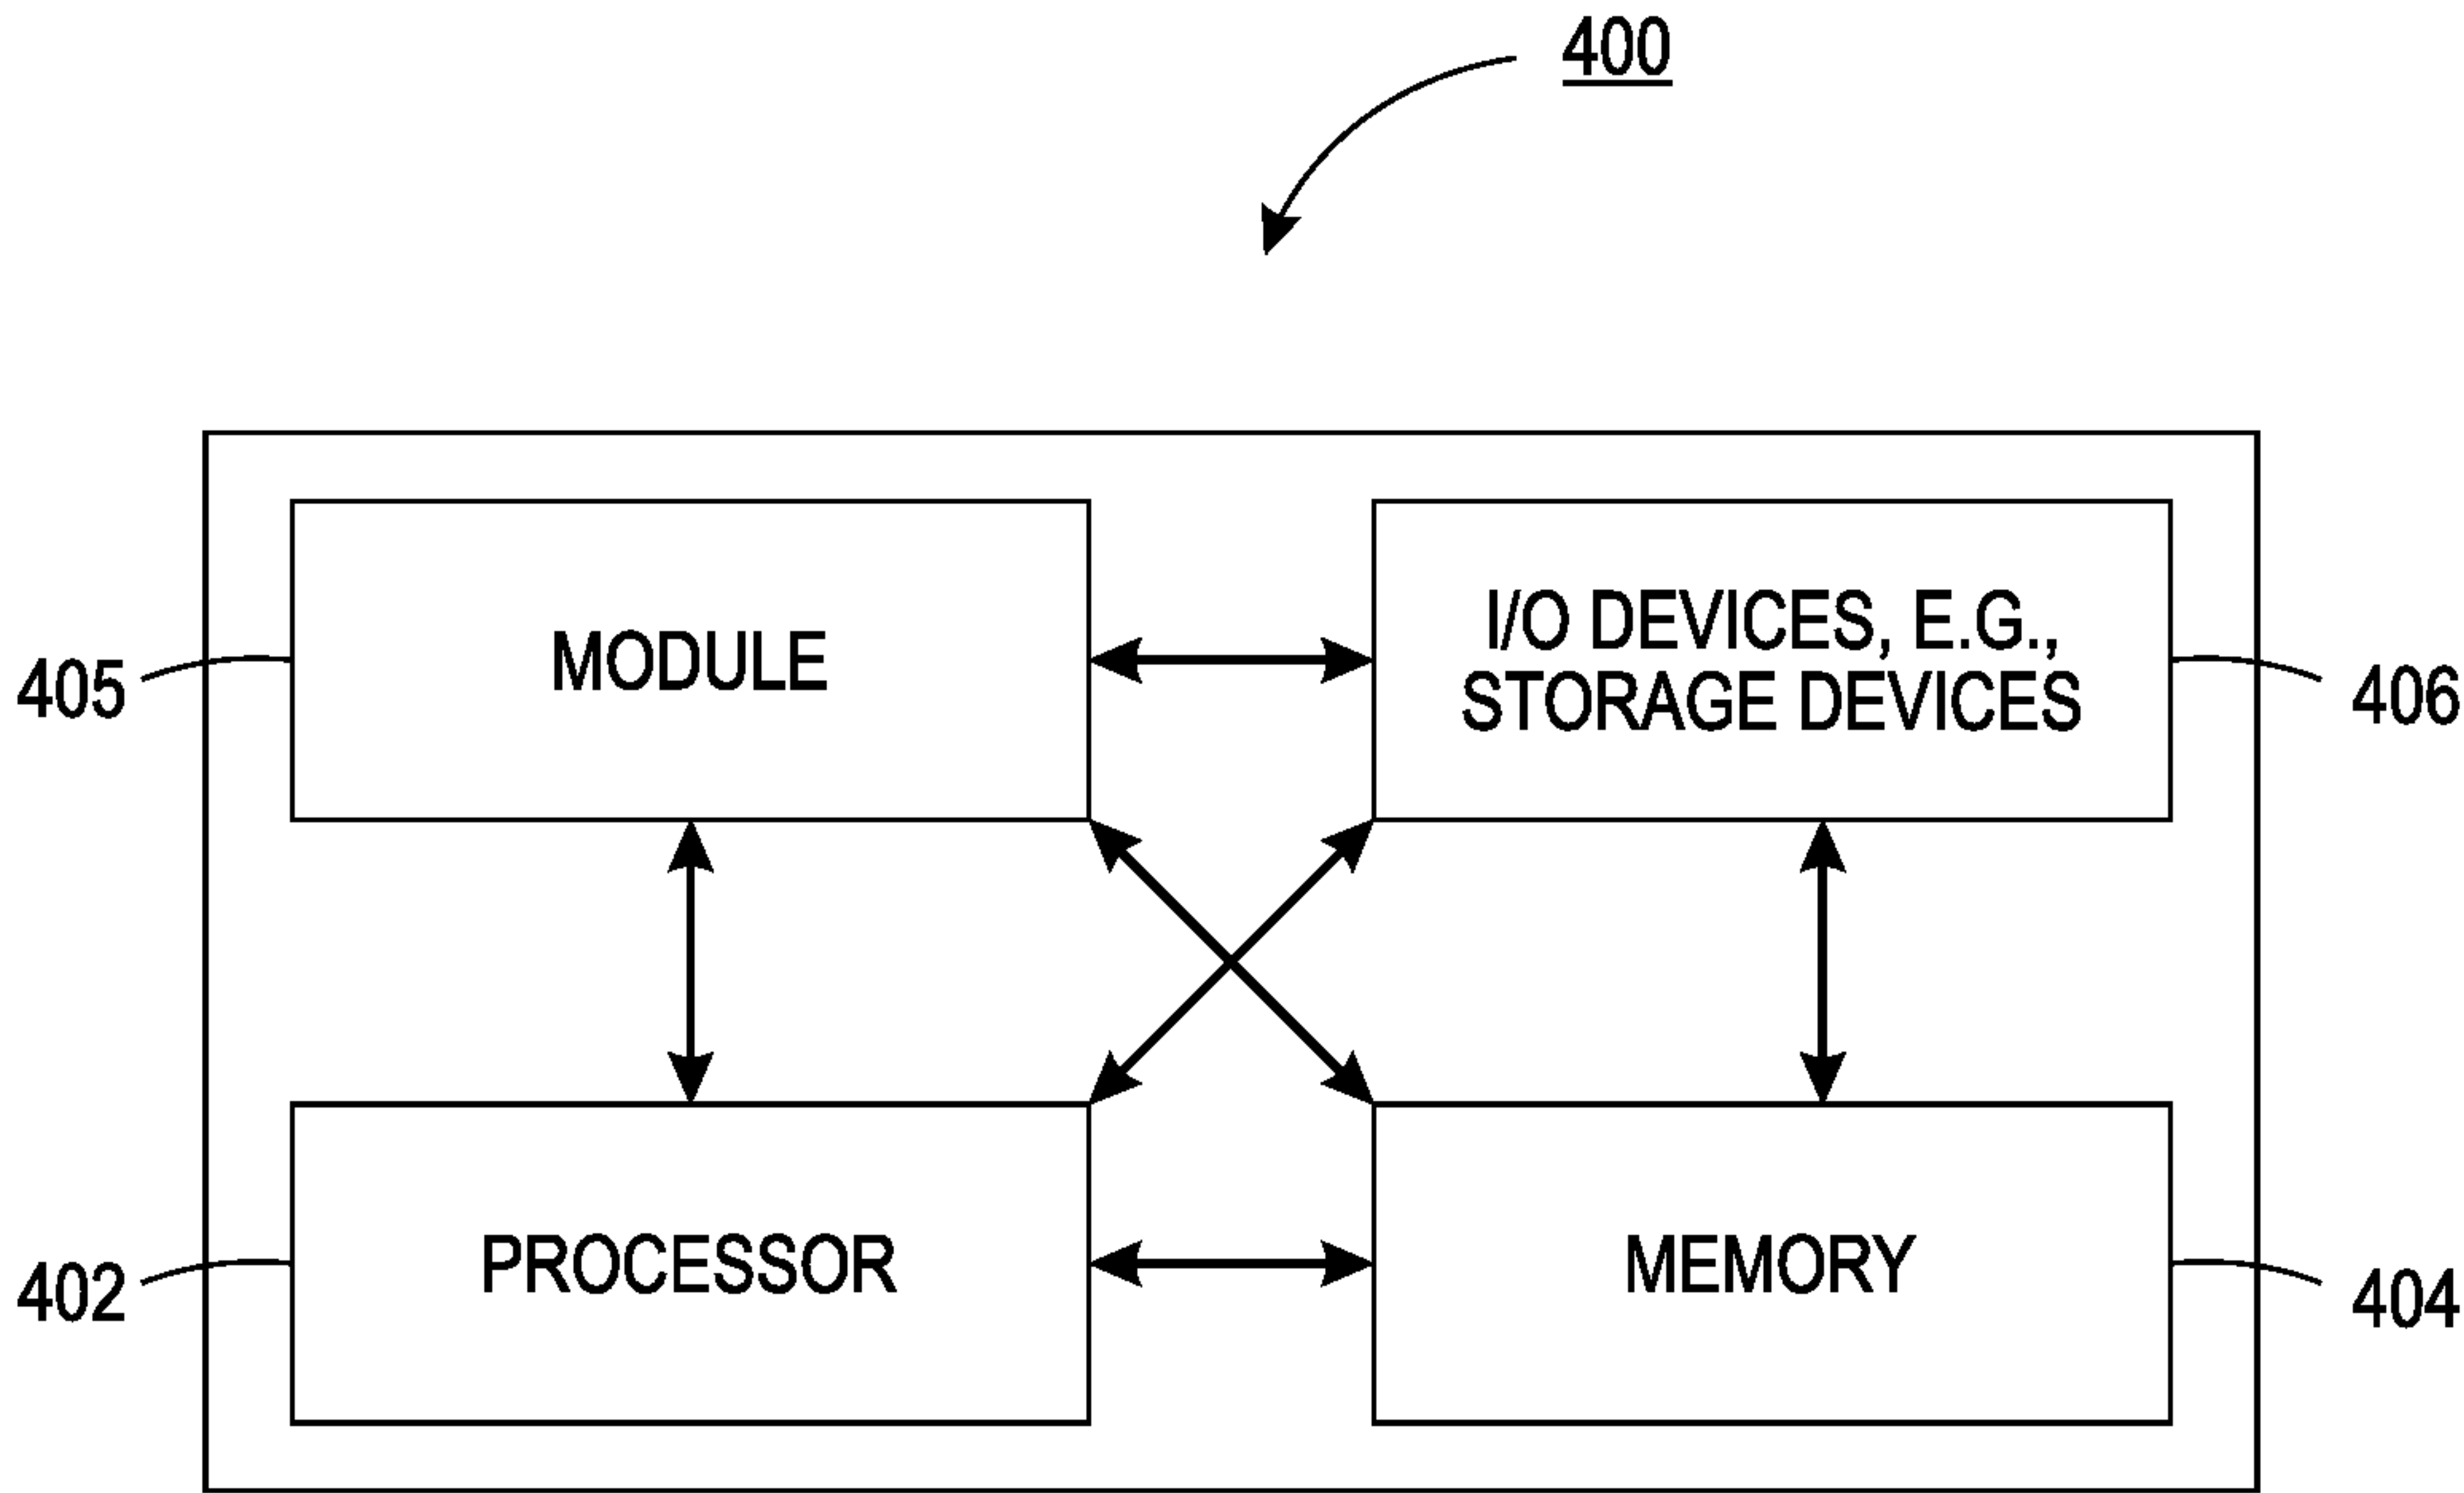 400
MODULE
I/O DEVICES, E.G.,
STORAGE DEVICES
405
406
PROCESSOR
MEMORY
402
404